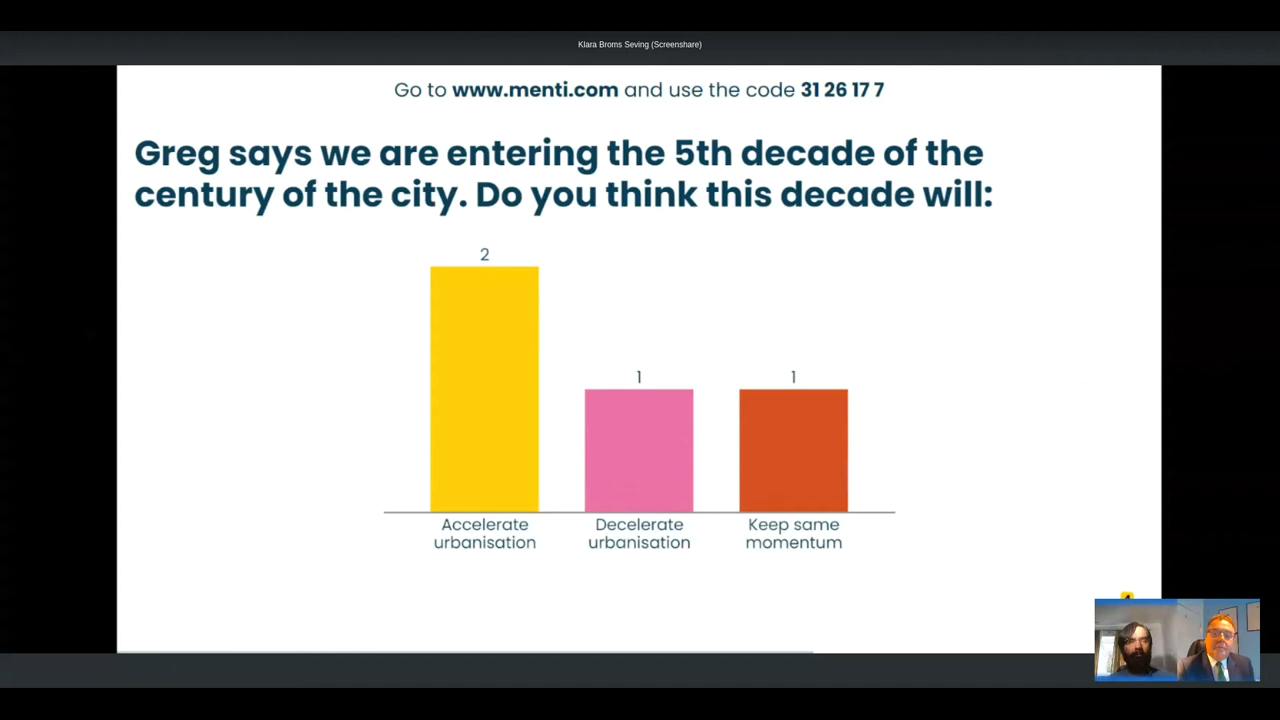 Klara Broms Seving (Screenshare)
Go to www.menti.com and use the code 31 26 17 7
Greg says we are entering the 5th decade of the
century of the city. Do you think this decade will:
2
1
1
Accelerate
urbanisation
Decelerate
urbanisation
Keep same
momentum